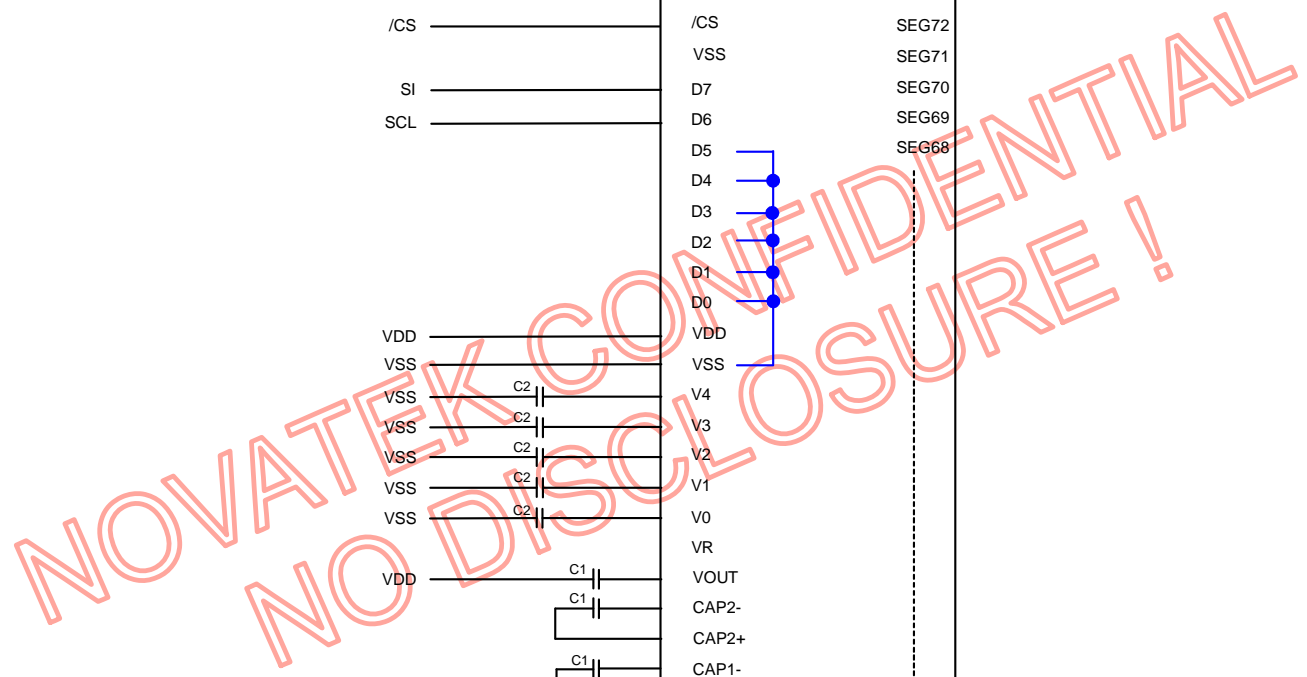 /CS /CS SEG72
VSS SEG71
SI D7 SEG70
SCL D6 SEG69
D5 SEG68
D4
D3
D2
D1
D0
VDD VDD
VSS VSS
VSS C2 V4
VSS C2 V3
VSS C2 V2
VSS C2 V1
VSS C2 V0
VR
VDD C1 VOUT
C1 CAP2-
CAP2+
C1 CAP1-
NOVATEK CONFIDENTIAL
NO DISCLOSURE !